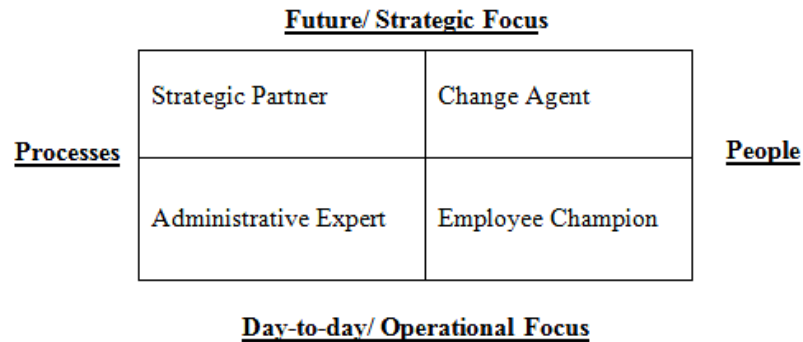 Future/ Strategic Focus
Strategic Partner
Change Agent
Processes
People
Administrative Expert
Employee Champion
Day-to-day/ Operational Focus